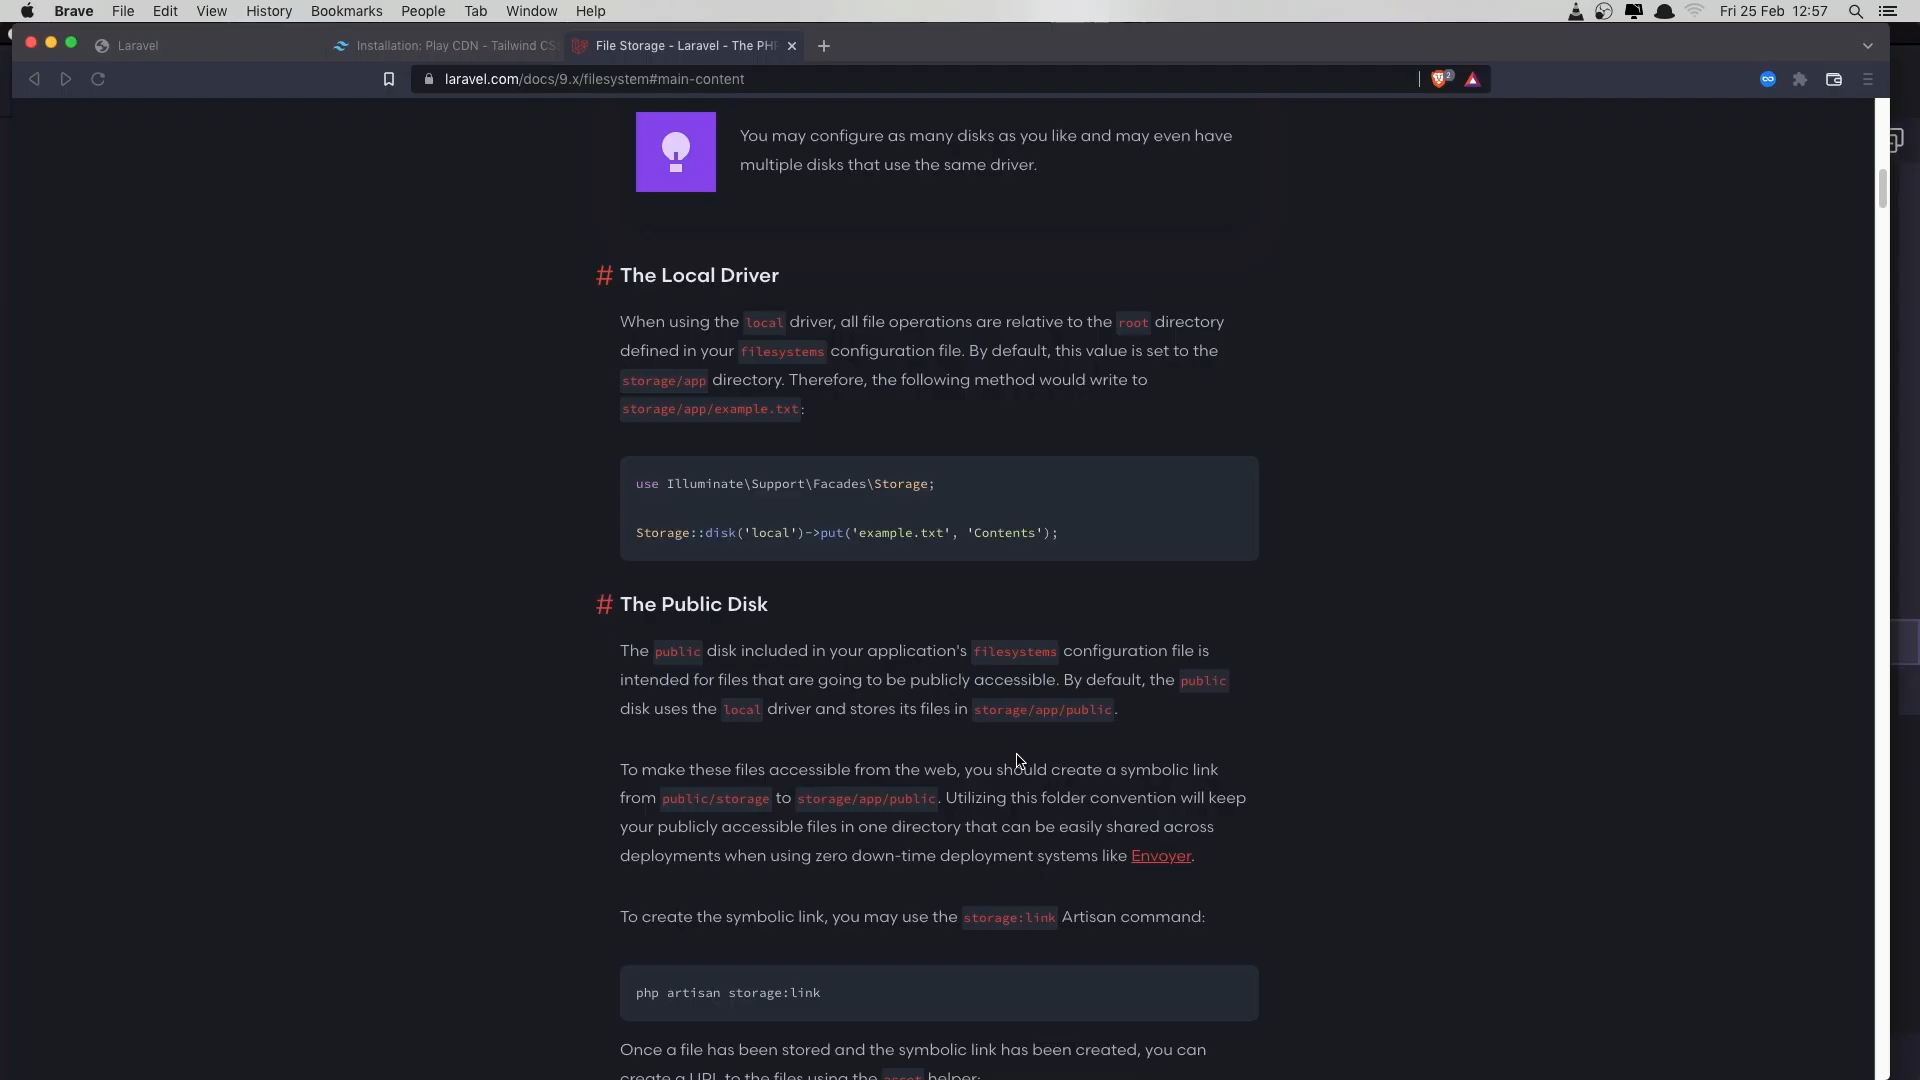 Brave File Edit View History Bookmarks People Tab Window Help Fri 25 Feb 12:57
Laravel Installation: Play CDN - Tailwind CS File Storage - Laravel - The PH
laravel.com/docs/9.x/filesystem#main-content 2
You may configure as many disks as you like and may even have
multiple disks that use the same driver.
# The Local Driver
When using the local driver, all file operations are relative to the root directory
defined in your filesystems configuration file. By default, this value is set to the
storage/app directory. Therefore, the following method would write to
storage/app/example.txt:
use Illuminate\Support\Facades\Storage;
Storage::disk('local')->put('example.txt', 'Contents');
# The Public Disk
The public disk included in your application's filesystems configuration file is
intended for files that are going to be publicly accessible. By default, the public
disk uses the local driver and stores its files in storage/app/public.
To make these files accessible from the web, you should create a symbolic link
from public/storage to storage/app/public. Utilizing this folder convention will keep
your publicly accessible files in one directory that can be easily shared across
deployments when using zero down-time deployment systems like Envoyer.
To create the symbolic link, you may use the storage:link Artisan command:
php artisan storage:link
Once a file has been stored and the symbolic link has been created, you can
create a URL to the files using the asset helper: